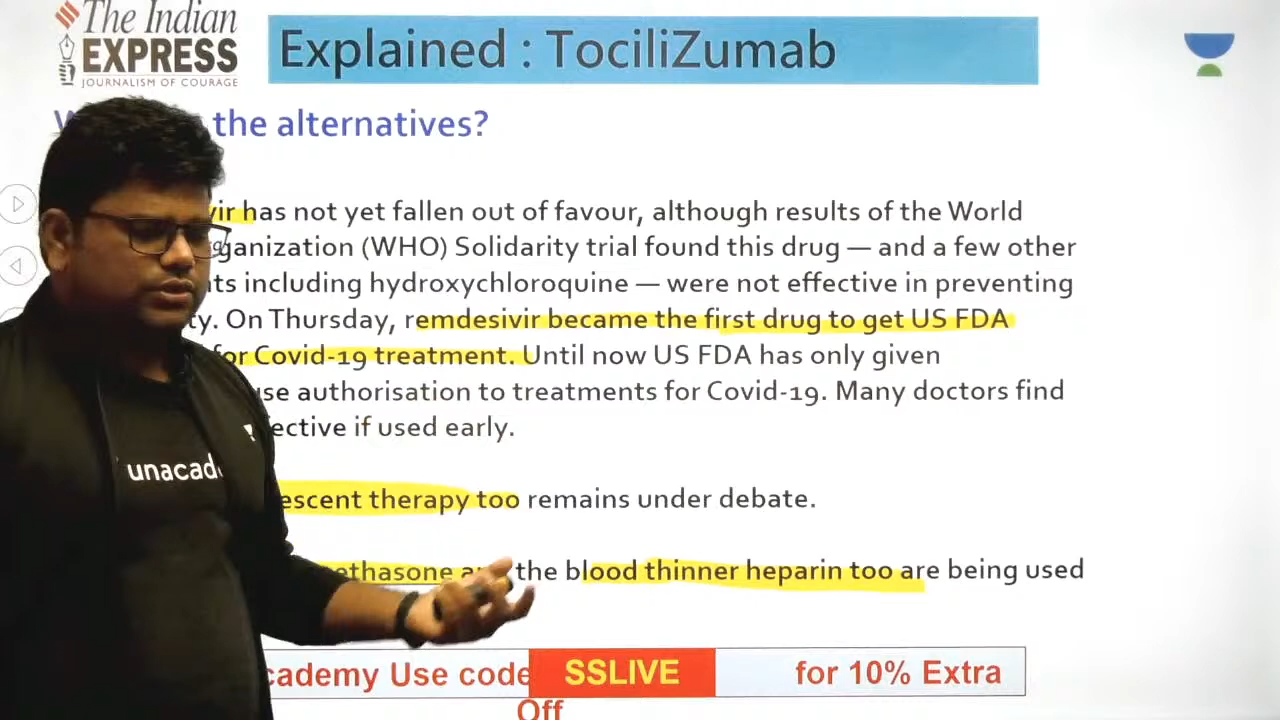 The Indian
EXPRESS
JOURNALISM OF COURAGE
Explained : TociliZumab
the alternatives?
vir has not yet fallen out of favour, although results of the World
ganization (WHO) Solidarity trial found this drug — and a few other
nts including hydroxychloroquine — were not effective in preventing
ty. On Thursday, remdesivir became the first drug to get US FDA
for Covid-19 treatment. Until now US FDA has only given
use authorisation to treatments for Covid-19. Many doctors find
ective if used early.
escent therapy too remains under debate.
ethasone a the blood thinner heparin too are being used
unacad
cademy Use code SSLIVE for 10% Extra
Off